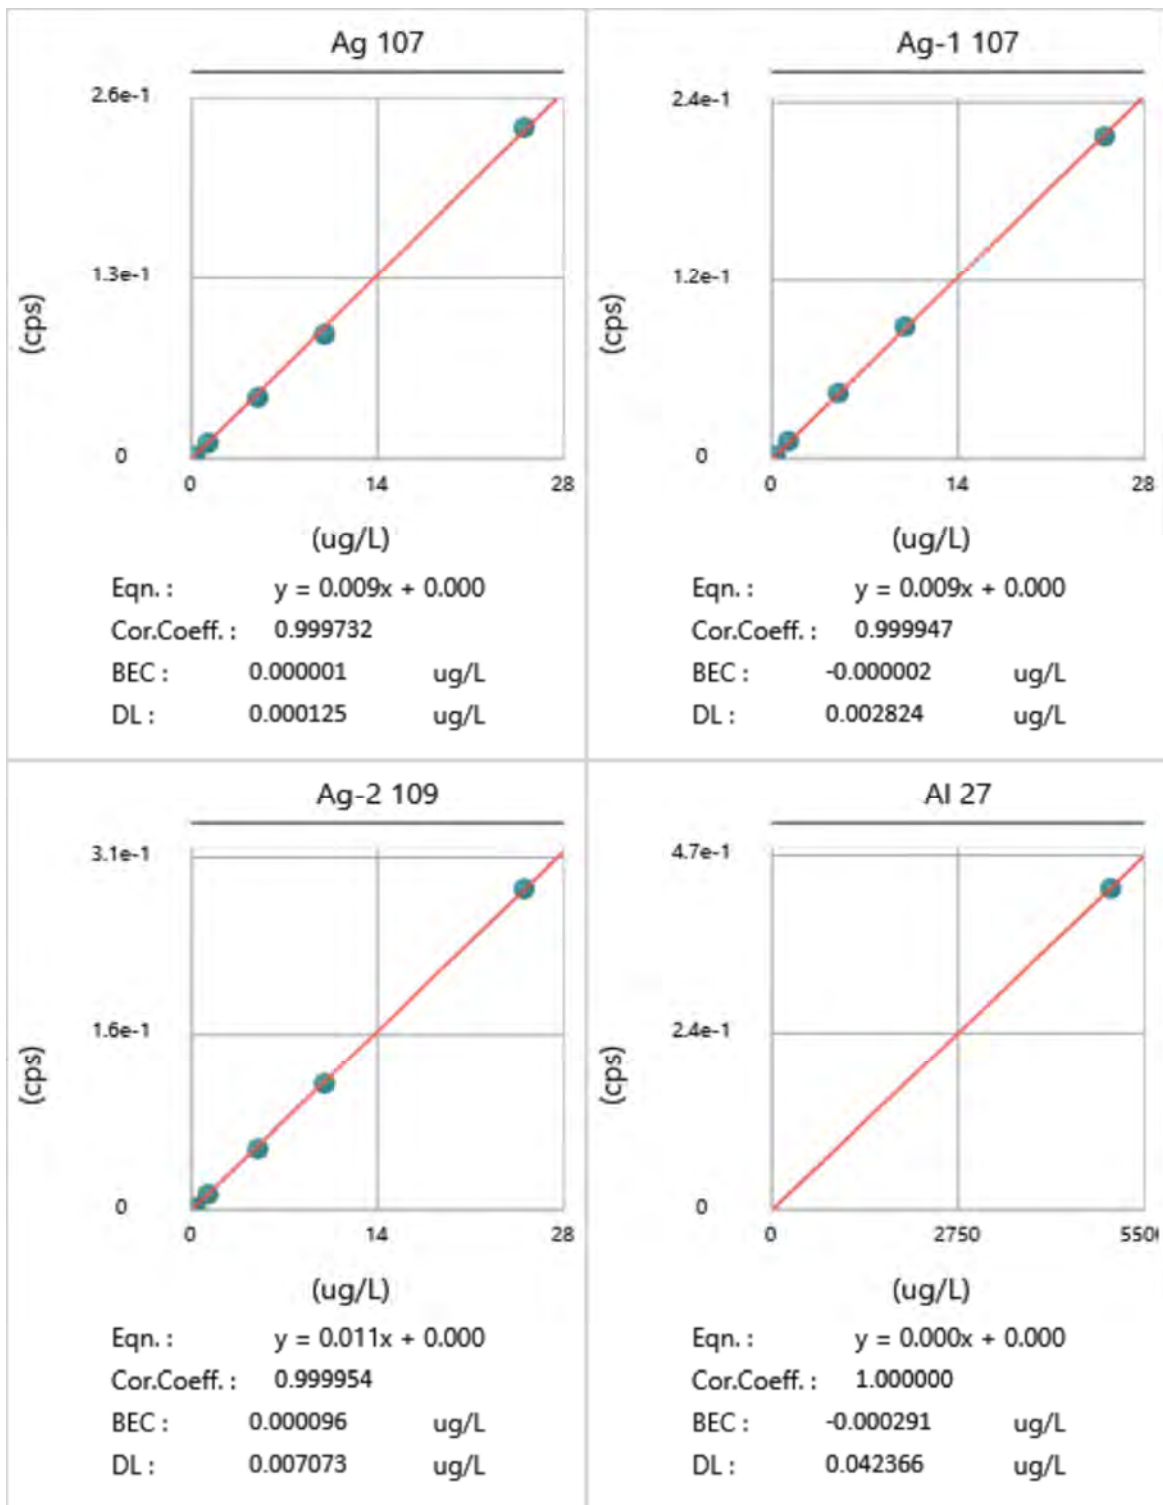 Ag 107
2.6e-1
1.3e-1
0
(cps)
0 14 28
(ug/L)
Eqn. : y = 0.009x + 0.000
Cor.Coeff. : 0.999732
BEC : 0.000001 ug/L
DL : 0.000125 ug/L
Ag-1 107
2.4e-1
1.2e-1
0
(cps)
0 14 28
(ug/L)
Eqn. : y = 0.009x + 0.000
Cor.Coeff. : 0.999947
BEC : -0.000002 ug/L
DL : 0.002824 ug/L
Ag-2 109
3.1e-1
1.6e-1
0
(cps)
0 14 28
(ug/L)
Eqn. : y = 0.011x + 0.000
Cor.Coeff. : 0.999954
BEC : 0.000096 ug/L
DL : 0.007073 ug/L
Al 27
4.7e-1
2.4e-1
0
(cps)
0 2750
(ug/L)
Eqn. : y = 0.000x + 0.000
Cor.Coeff. : 1.000000
BEC : -0.000291 ug/L
DL : 0.042366 ug/L